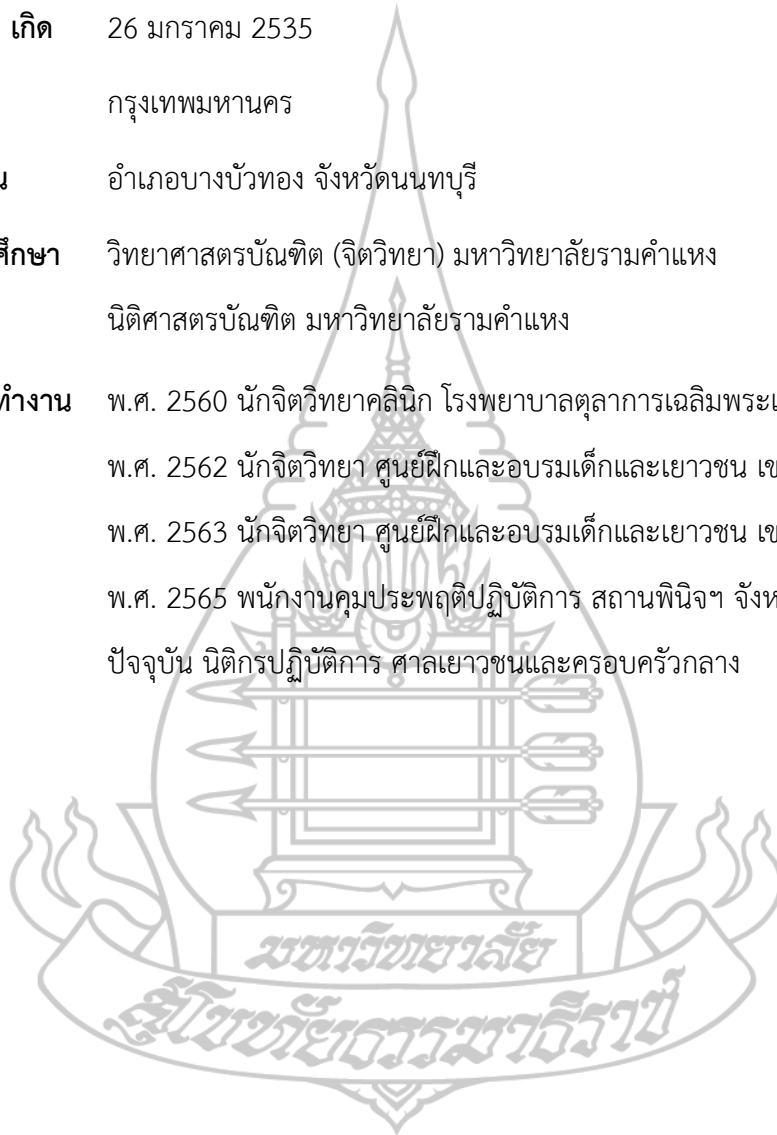 เกิด 26 มกราคม 2535
กรุงเทพมหานคร
อำเภอบางบัวทอง จังหวัดนนทบุรี
ศึกษา วิทยาศาสตรบัณฑิต (จิตวิทยา) มหาวิทยาลัยรามคำแหง
นิติศาสตรบัณฑิต มหาวิทยาลัยรามคำแหง
ทำงาน พ.ศ. 2560 นักจิตวิทยาคลินิก โรงพยาบาลตุลาการเฉลิมพระเ
พ.ศ. 2562 นักจิตวิทยา ศูนย์ฝึกและอบรมเด็กและเยาวชน เข
พ.ศ. 2563 นักจิตวิทยา ศูนย์ฝึกและอบรมเด็กและเยาวชน เข
พ.ศ. 2565 พนักงานคุมประพฤติปฏิบัติการ สถานพินิจฯ จังห
ปัจจุบัน นิติกรปฏิบัติการ ศาลเยาวชนและครอบครัวกลาง
มหาวิทยาลัย
สุโขทัยธรรมาธิราช